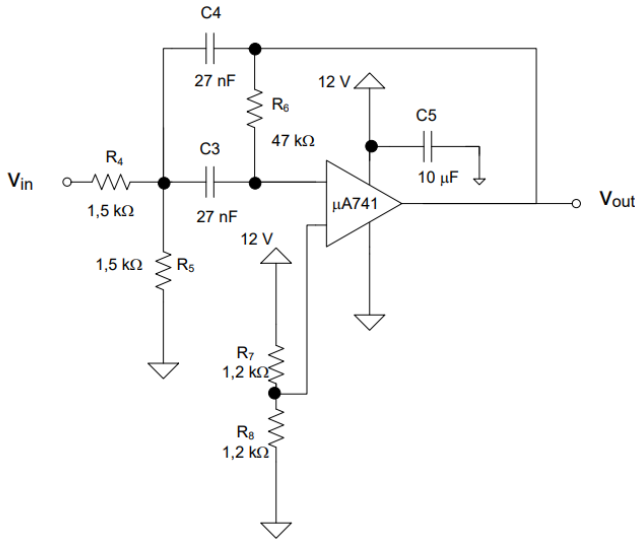 C4
27 nF
R6
47 kΩ
12 V
C5
10 μF
R4
C3
Vin
1,5 kΩ
27 nF
μA741
Vout
12 V
1,5 kΩ R5
R7
1,2 kΩ
R8
1,2 kΩ